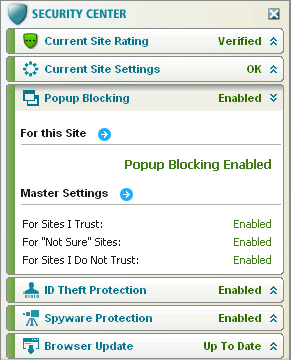 SECURITY CENTER
Current Site Rating Verified
Current Site Settings OK
Popup Blocking Enabled
For this Site
Popup Blocking Enabled
Master Settings
For Sites I Trust: Enabled
For "Not Sure" Sites: Enabled
For Sites I Do Not Trust: Enabled
ID Theft Protection Enabled
Spyware Protection Enabled
Browser Update Up To Date